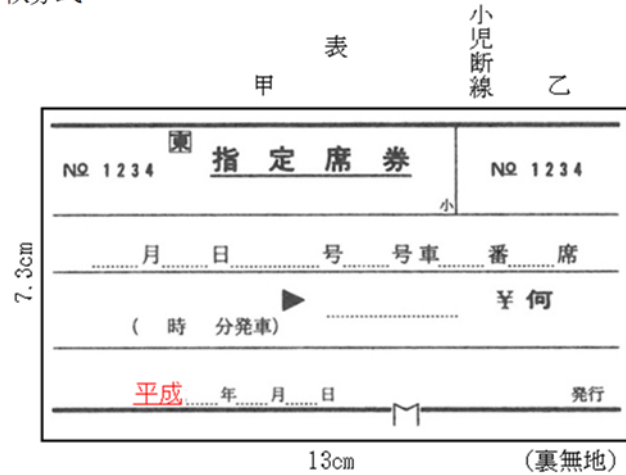 表
小児断線
甲
乙
東
指定席券
№ 1234
№ 1234
小
月 日 号 号車 番 席
▶
¥何
( 時 分発車)
平成 年 月 日 発行
7.3cm
13cm
(裏無地)